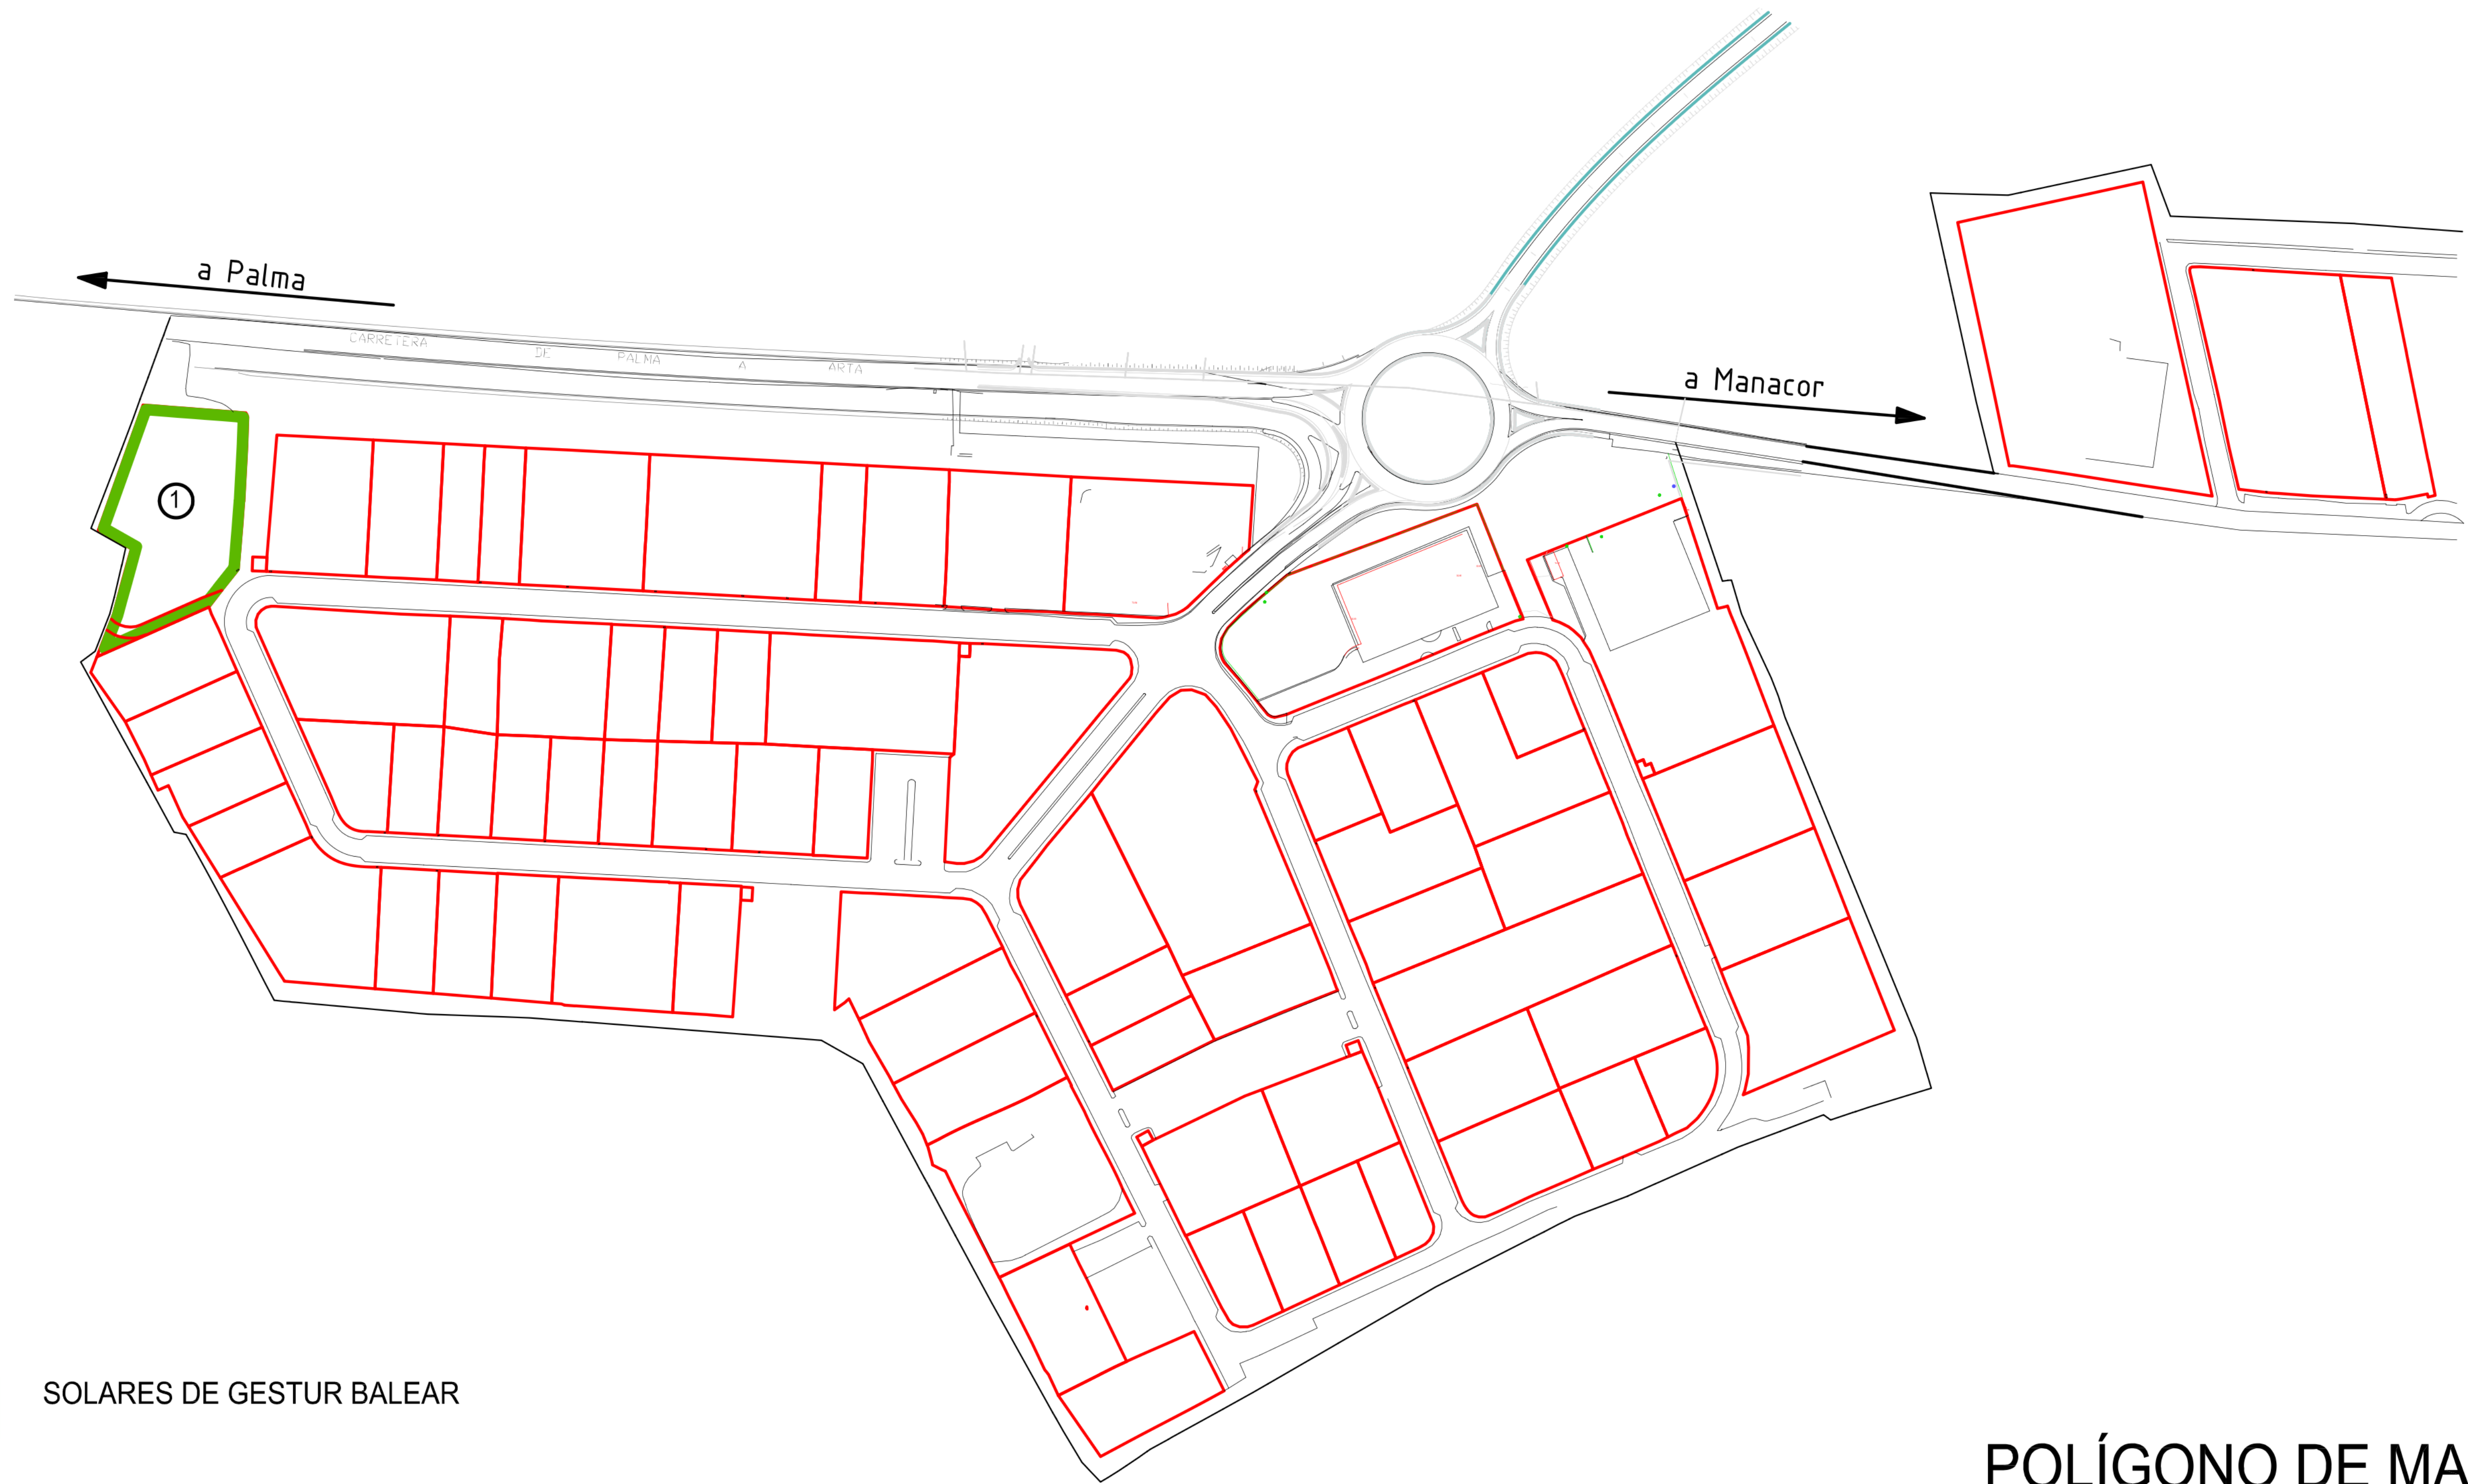 a Palma
CARRETERA DE PALMA A ARTA
a Manacor
1
SOLARES DE GESTUR BALEAR
POLÍGONO DE MA